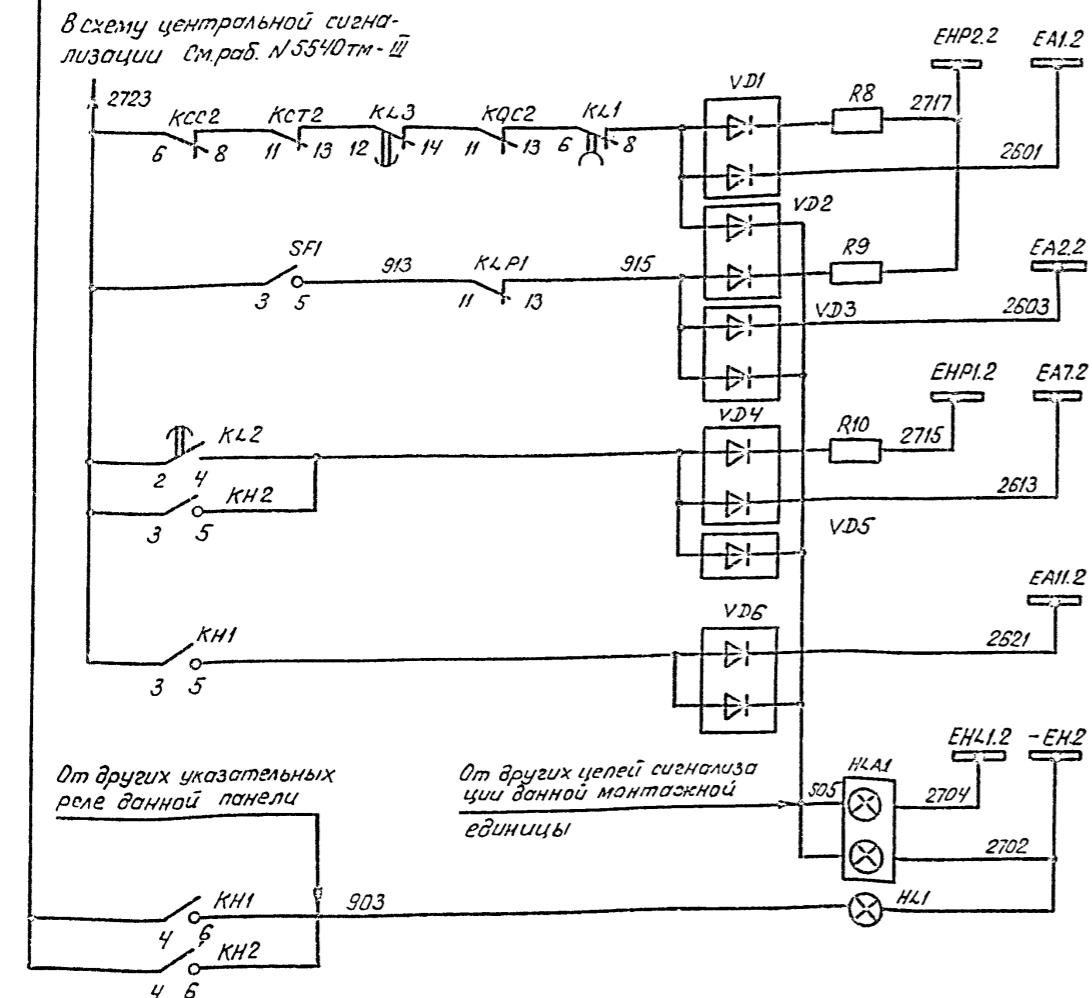 В схему центральной сигна-
лизации См. раб. N 5540тм-III
2723
KCC2
KCT2
KL3
KQC2
KL1
6 8
11 13
12 14
11 13
6 8
VD1
R8
2717
EHP2.2
EA1.2
2601
VD2
SF1
3 5
913
KLP1
11 13
915
R9
EA2.2
VD3
2603
EHP1.2
EA7.2
VD4
R10
2715
KL2
2 4
KH2
3 5
2613
VD5
EA11.2
VD6
KH1
3 5
2621
EHL1.2
-EH.2
От других указательных
реле данной панели
От других цепей сигнализа
ции данной монтажной
единицы
HLA1
505
2704
2702
KH1
4 6
903
HL1
KH2
4 6